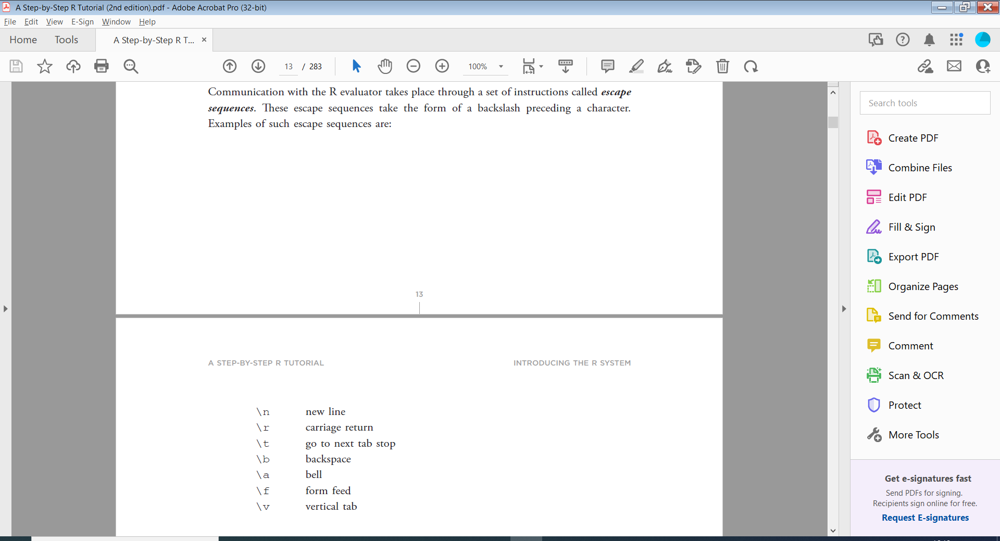 A Step-by-Step R Tutorial (2nd edition).pdf - Adobe Acrobat Pro (32-bit)
File Edit View E-Sign Window Help
Home Tools A Step-by-Step R T... ×
13 / 283 100%
Communication with the R evaluator takes place through a set of instructions called escape
sequences. These escape sequences take the form of a backslash preceding a character.
Examples of such escape sequences are:
13
A STEP-BY-STEP R TUTORIAL INTRODUCING THE R SYSTEM
\n new line
\r carriage return
\t go to next tab stop
\b backspace
\a bell
\f form feed
\v vertical tab
Search tools
Create PDF
Combine Files
Edit PDF
Fill & Sign
Export PDF
Organize Pages
Send for Comments
Comment
Scan & OCR
Protect
More Tools
Get e-signatures fast
Send PDFs for signing.
Recipients sign online for free.
Request E-signatures